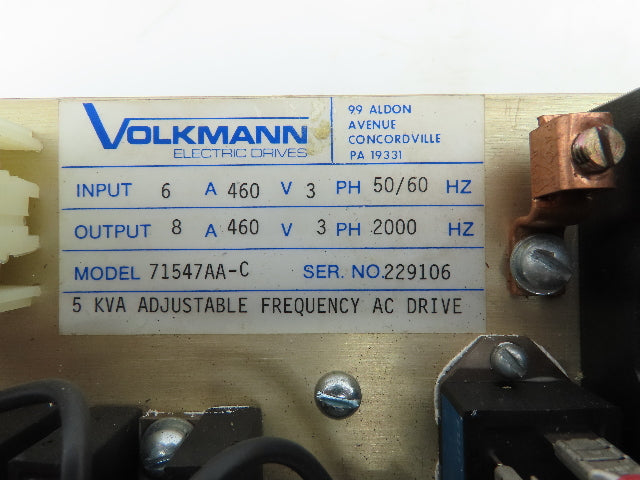 VOLKMANN
ELECTRIC DRIVES
99 ALDON
AVENUE
CONCORDVILLE
PA 19331
INPUT 6 A 460 V 3 PH 50/60 HZ
OUTPUT 8 A 460 V 3 PH 2000 HZ
MODEL 71547AA-C SER. NO. 229106
5 KVA ADJUSTABLE FREQUENCY AC DRIVE